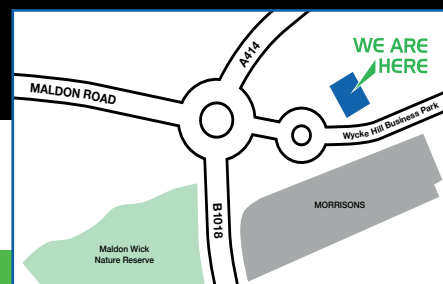 WE ARE
HERE
A414
MALDON ROAD
Wycke Hill Business Park
MORRISONS
B1018
Maldon Wick
Nature Reserve